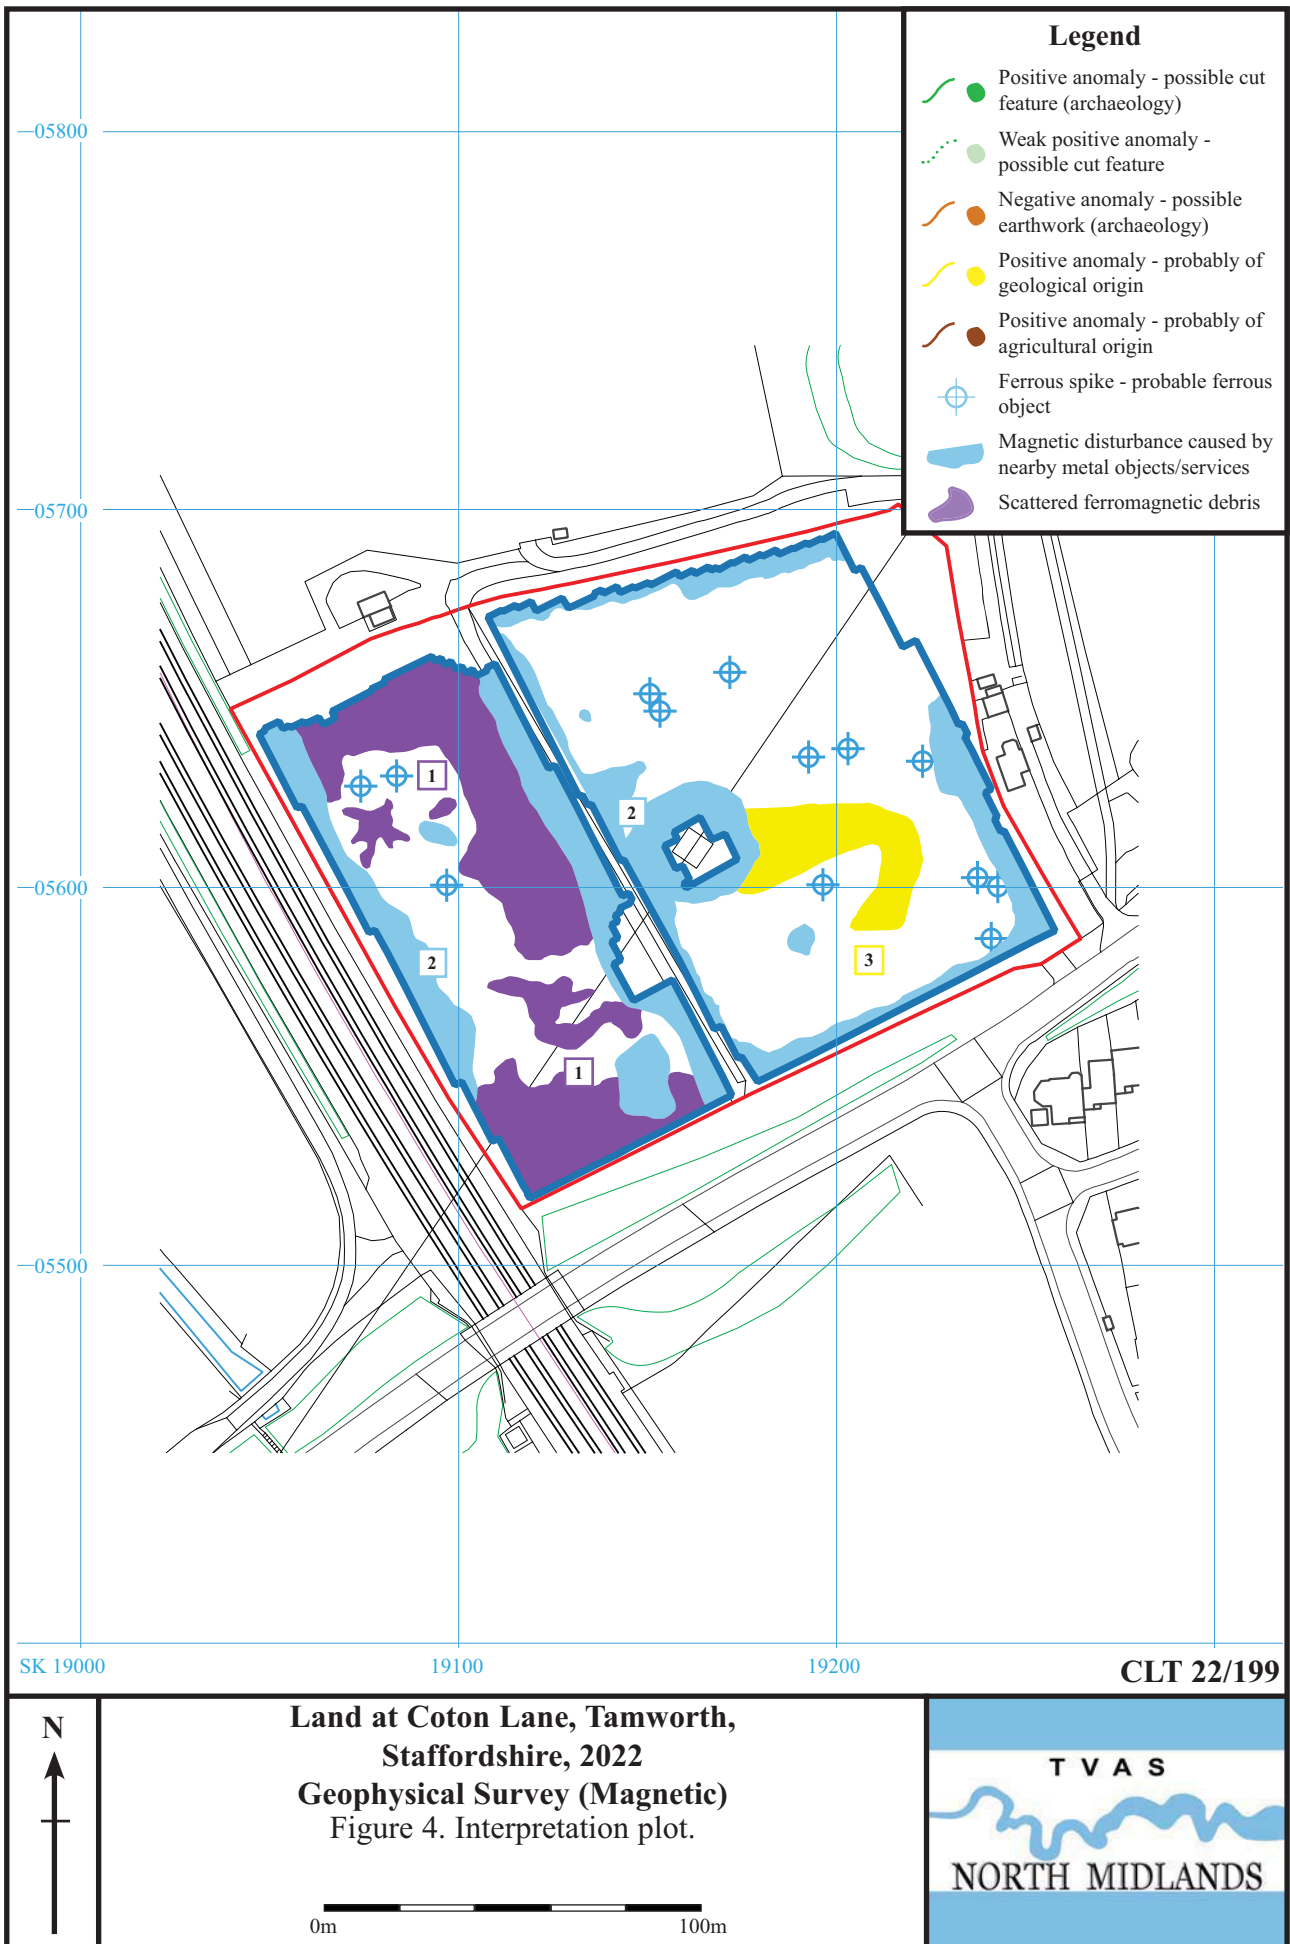 Legend
Positive anomaly - possible cut
feature (archaeology)
Weak positive anomaly -
possible cut feature
Negative anomaly - possible
earthwork (archaeology)
Positive anomaly - probably of
geological origin
Positive anomaly - probably of
agricultural origin
Ferrous spike - probable ferrous
object
Magnetic disturbance caused by
nearby metal objects/services
Scattered ferromagnetic debris
05800
05700
1
2
05600
2
3
1
05500
SK 19000
19100
19200
CLT 22/199
N
Land at Coton Lane, Tamworth,
Staffordshire, 2022
Geophysical Survey (Magnetic)
Figure 4. Interpretation plot.
0m
100m
TVAS
NORTH MIDLANDS